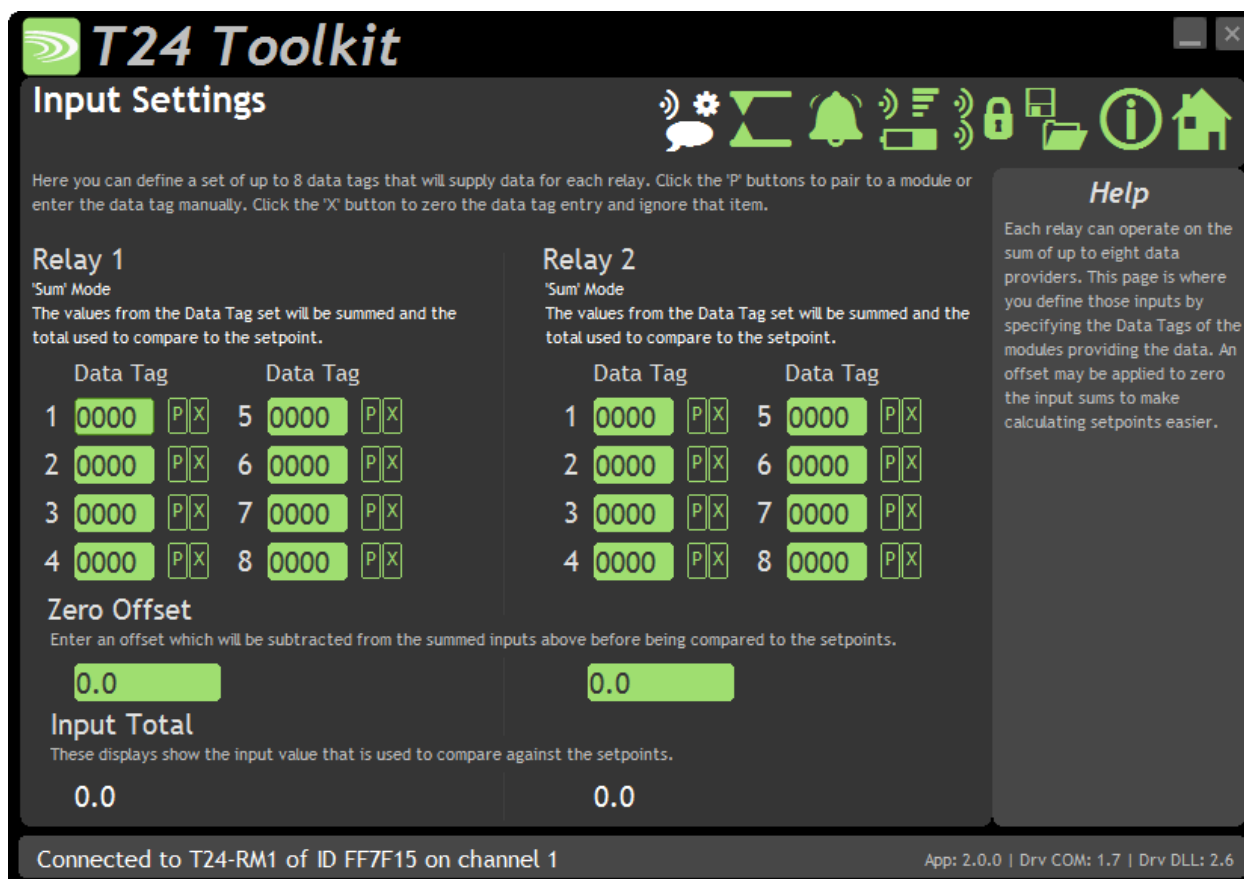 T24 Toolkit
Input Settings
Here you can define a set of up to 8 data tags that will supply data for each relay. Click the 'P' buttons to pair to a module or
enter the data tag manually. Click the 'X' button to zero the data tag entry and ignore that item.
Relay 1
'Sum' Mode
The values from the Data Tag set will be summed and the
total used to compare to the setpoint.
Data Tag Data Tag
1 0000 P X 5 0000 P X
2 0000 P X 6 0000 P X
3 0000 P X 7 0000 P X
4 0000 P X 8 0000 P X
Relay 2
'Sum' Mode
The values from the Data Tag set will be summed and the
total used to compare to the setpoint.
Data Tag Data Tag
1 0000 P X 5 0000 P X
2 0000 P X 6 0000 P X
3 0000 P X 7 0000 P X
4 0000 P X 8 0000 P X
Zero Offset
Enter an offset which will be subtracted from the summed inputs above before being compared to the setpoints.
0.0 0.0
Input Total
These displays show the input value that is used to compare against the setpoints.
0.0 0.0
Help
Each relay can operate on the
sum of up to eight data
providers. This page is where
you define those inputs by
specifying the Data Tags of the
modules providing the data. An
offset may be applied to zero
the input sums to make
calculating setpoints easier.
Connected to T24-RM1 of ID FF7F15 on channel 1
App: 2.0.0 | Drv COM: 1.7 | Drv DLL: 2.6